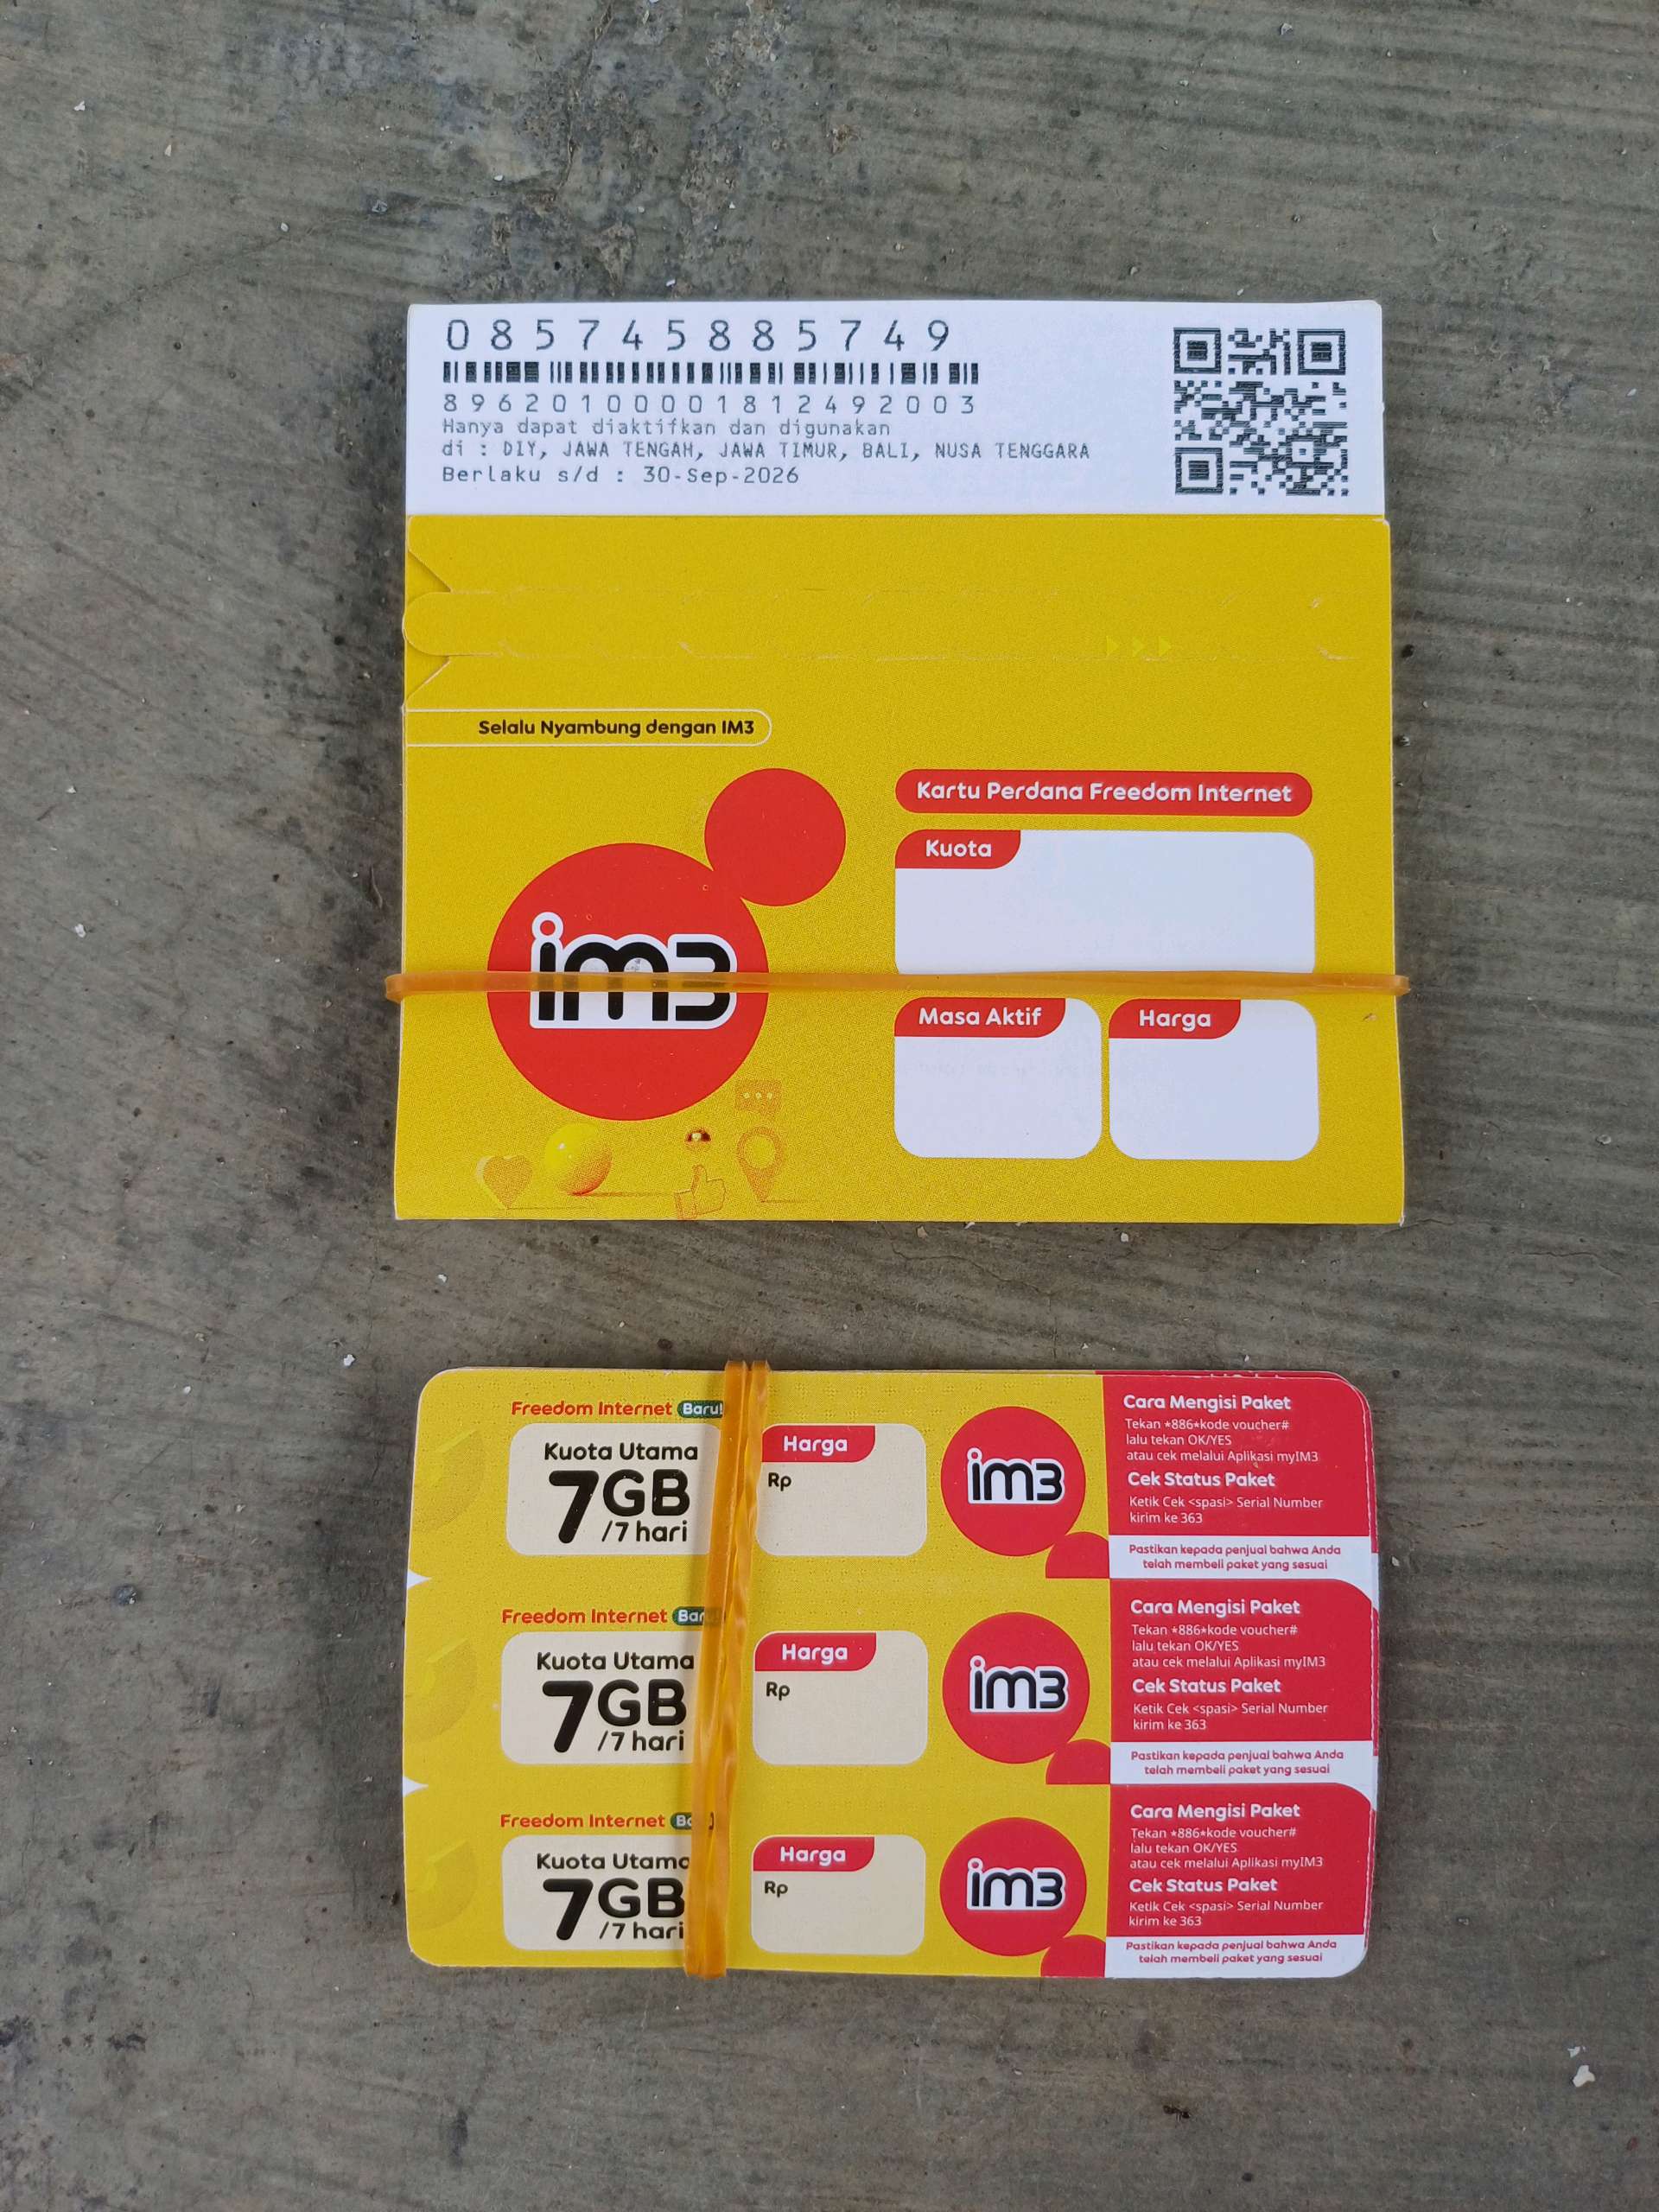 085745885749
8962010000181249 2003
Hanya dapat diaktifkan dan digunakan
di : DIY, JAWA TENGAH, JAWA TIMUR, BALI, NUSA TENGGARA
Berlaku s/d : 30-Sep-2026
Selalu Nyambung dengan IM3
Kartu Perdana Freedom Internet
Kuota
im3
Masa Aktif
Harga
Freedom Internet Baru!
Kuota Utama
7GB
/7 hari
Harga
Rp
im3
Cara Mengisi Paket
Tekan *886*kode voucher#
lalu tekan OK/YES
atau cek melalui Aplikasi myIM3
Cek Status Paket
Ketik Cek <spasi> Serial Number
kirim ke 363
Pastikan kepada penjual bahwa Anda
telah membeli paket yang sesuai
Freedom Internet
Kuota Utama
7GB
/7 hari
Harga
Rp
im3
Cara Mengisi Paket
Tekan *886*kode voucher#
lalu tekan OK/YES
atau cek melalui Aplikasi myIM3
Cek Status Paket
Ketik Cek <spasi> Serial Number
kirim ke 363
Pastikan kepada penjual bahwa Anda
telah membeli paket yang sesuai
Freedom Internet
Kuota Utama
7GB
/7 hari
Harga
Rp
im3
Cara Mengisi Paket
Tekan *886*kode voucher#
lalu tekan OK/YES
atau cek melalui Aplikasi myIM3
Cek Status Paket
Ketik Cek <spasi> Serial Number
kirim ke 363
Pastikan kepada penjual bahwa Anda
telah membeli paket yang sesuai